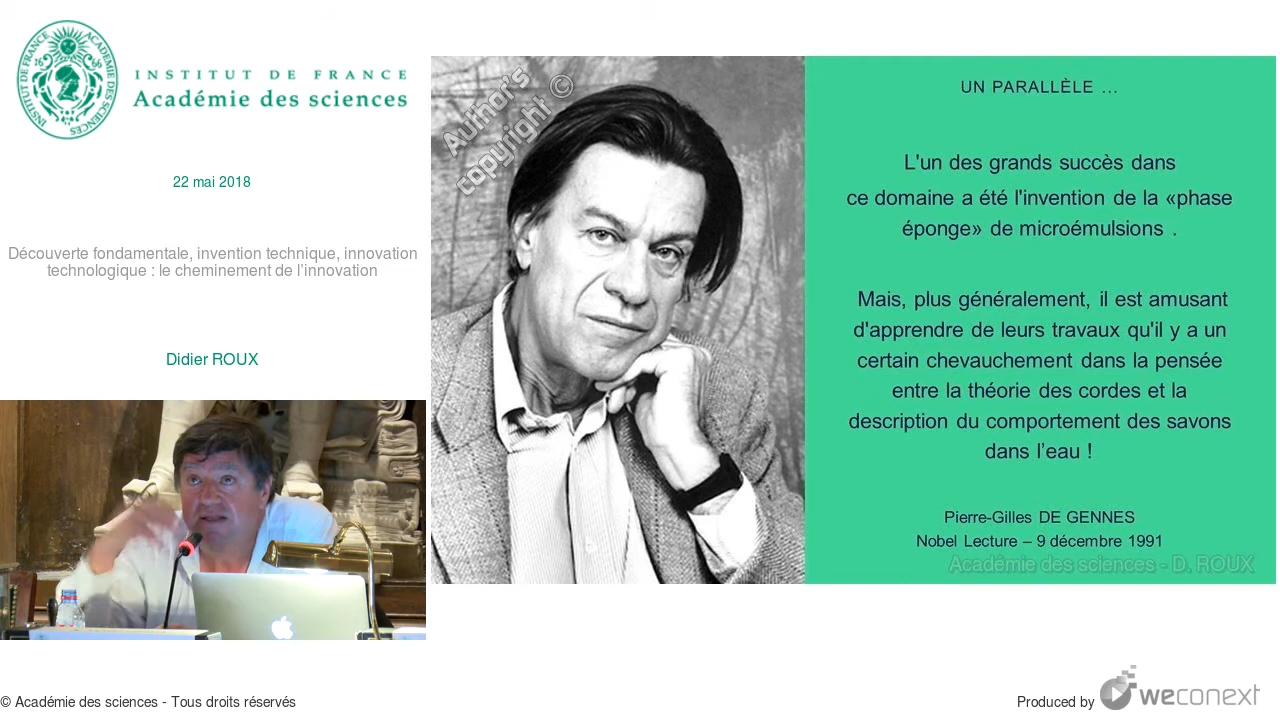 INSTITUT DE FRANCE
Académie des sciences
22 mai 2018
Découverte fondamentale, invention technique, innovation
technologique : le cheminement de l'innovation
Didier ROUX
Author's
copyright ©
UN PARALLÈLE ...
L'un des grands succès dans
ce domaine a été l'invention de la «phase
éponge» de microémulsions .
Mais, plus généralement, il est amusant
d'apprendre de leurs travaux qu'il y a un
certain chevauchement dans la pensée
entre la théorie des cordes et la
description du comportement des savons
dans l’eau !
Pierre-Gilles DE GENNES
Nobel Lecture – 9 décembre 1991
Académie des sciences - D. ROUX
© Académie des sciences - Tous droits réservés
Produced by
weconext